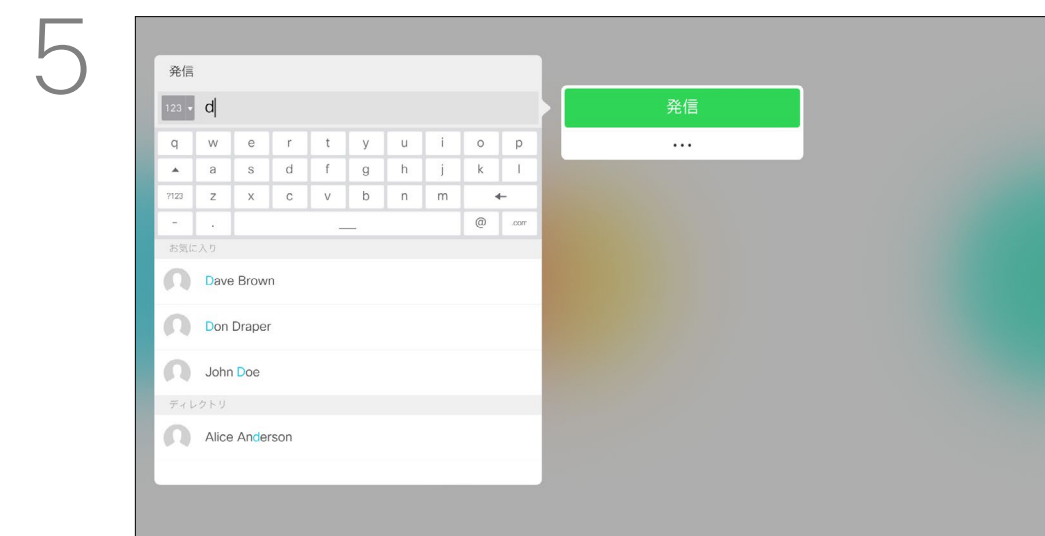 5
発信
123 d
発信
...
q w e r t y u i o p
a s d f g h j k l
?123 z x c v b n m
- . @ .com
お気に入り
Dave Brown
Don Draper
John Doe
ディレクトリ
Alice Anderson